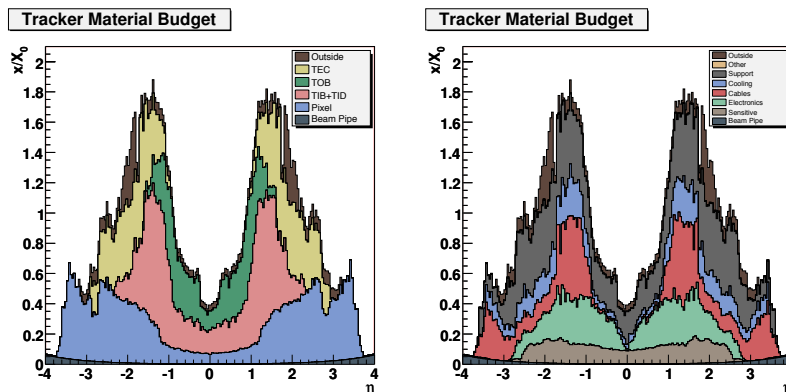 Tracker Material Budget
x/X0
2
1.8
1.6
1.4
1.2
1
0.8
0.6
0.4
0.2
0
-4 -3 -2 -1 0 1 2 3 4
η
Outside
TEC
TOB
TIB+TID
Pixel
Beam Pipe
Tracker Material Budget
x/X0
2
1.8
1.6
1.4
1.2
1
0.8
0.6
0.4
0.2
0
-4 -3 -2 -1 0 1 2 3 4
η
Outside
Other
Support
Cooling
Cables
Electronics
Sensitive
Beam Pipe